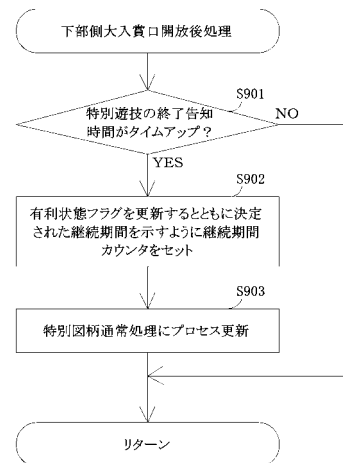 下部側大入賞口開放後処理
S901
特別遊技の終了告知
時間がタイムアップ？
NO
YES
S902
有利状態フラグを更新するとともに決定
された継続期間を示すように継続期間
カウンタをセット
S903
特別図柄通常処理にプロセス更新
リターン